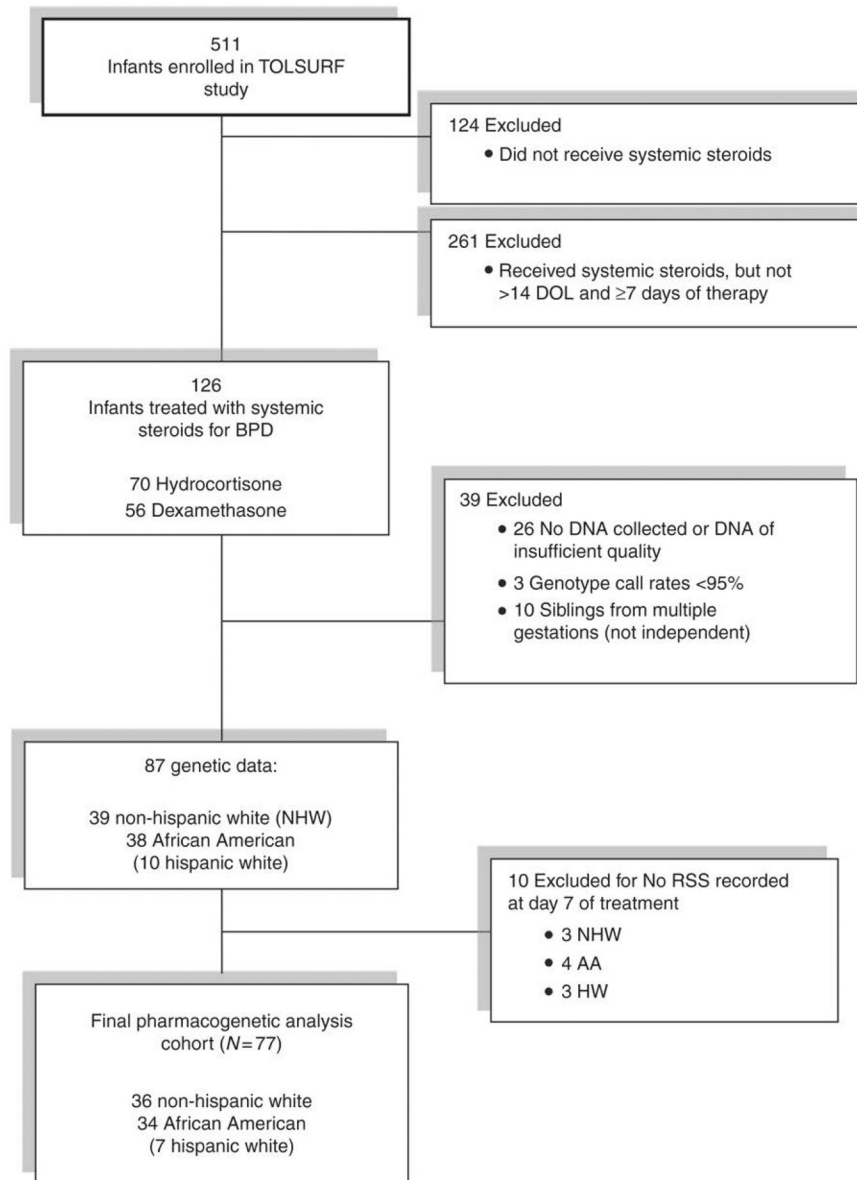 511
Infants enrolled in TOLSURF
study
124 Excluded
• Did not receive systemic steroids
261 Excluded
• Received systemic steroids, but not
>14 DOL and ≥7 days of therapy
126
Infants treated with systemic
steroids for BPD
70 Hydrocortisone
56 Dexamethasone
39 Excluded
• 26 No DNA collected or DNA of
insufficient quality
• 3 Genotype call rates <95%
• 10 Siblings from multiple
gestations (not independent)
87 genetic data:
39 non-hispanic white (NHW)
38 African American
(10 hispanic white)
10 Excluded for No RSS recorded
at day 7 of treatment
• 3 NHW
• 4 AA
• 3 HW
Final pharmacogenetic analysis
cohort (N=77)
36 non-hispanic white
34 African American
(7 hispanic white)